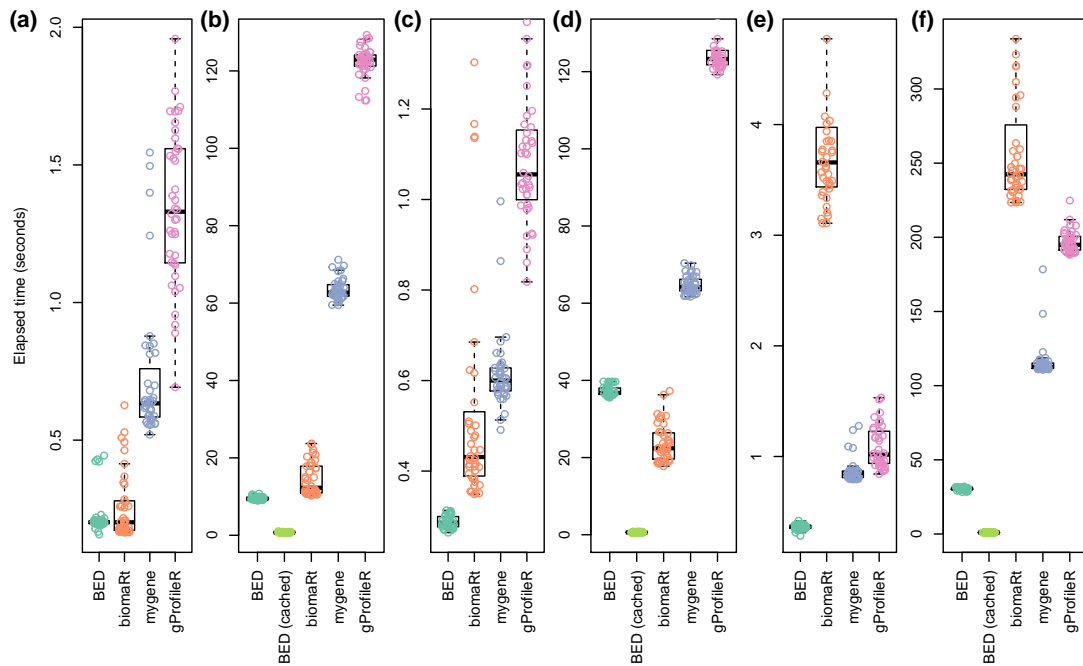 (a) (b) (c) (d) (e) (f)
Elapsed time (seconds)
2.0
1.5
1.0
0.5
BED
biomaRt
mygene
gProfileR
120
100
80
60
40
20
0
BED
BED (cached)
biomaRt
mygene
gProfileR
1.2
1.0
0.8
0.6
0.4
BED
biomaRt
mygene
gProfileR
120
100
80
60
40
20
0
BED
BED (cached)
biomaRt
mygene
gProfileR
4
3
2
1
BED
biomaRt
mygene
gProfileR
300
250
200
150
100
50
0
BED
BED (cached)
biomaRt
mygene
gProfileR